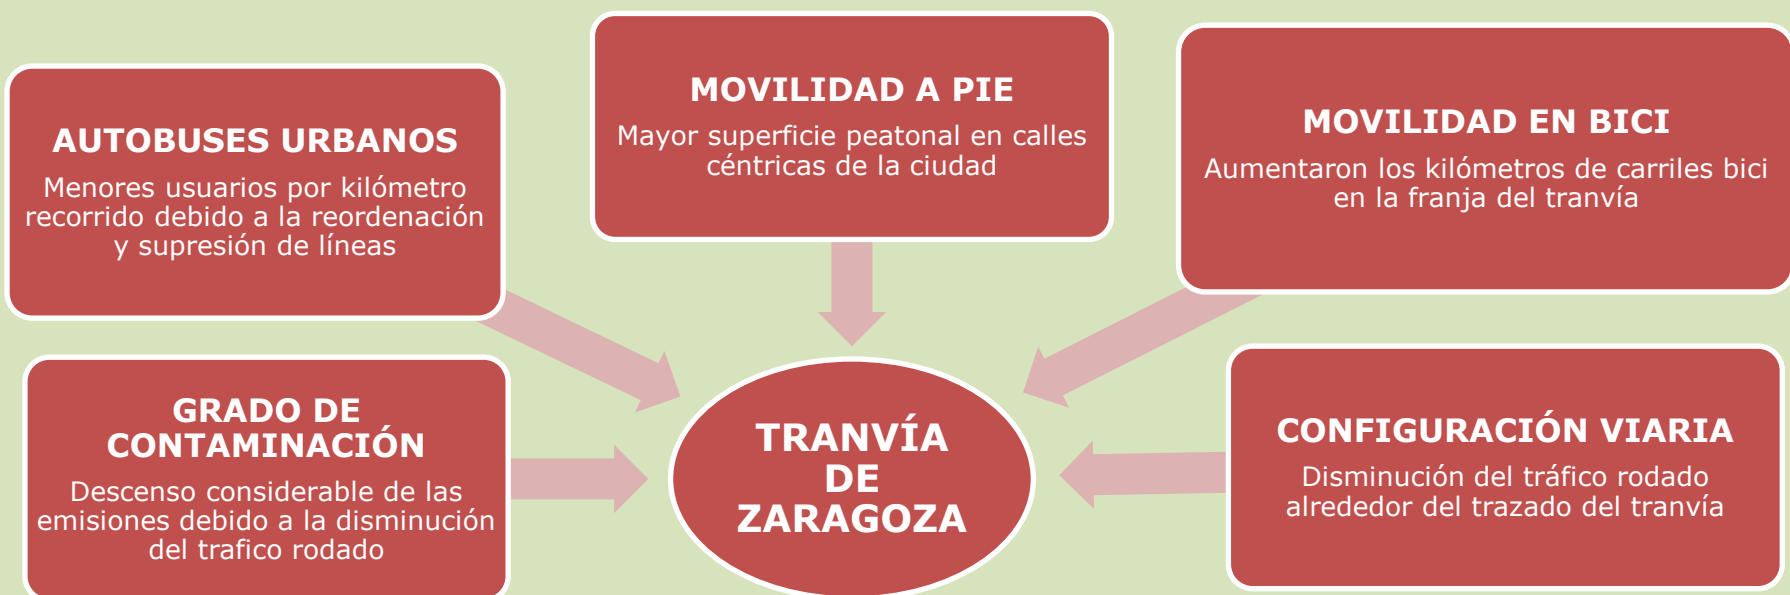 AUTOBUSES URBANOS
Menores usuarios por kilómetro
recorrido debido a la reordenación
y supresión de líneas
MOVILIDAD A PIE
Mayor superficie peatonal en calles
céntricas de la ciudad
MOVILIDAD EN BICI
Aumentaron los kilómetros de carriles bici
en la franja del tranvía
GRADO DE
CONTAMINACIÓN
Descenso considerable de las
emisiones debido a la disminución
del trafico rodado
TRANVÍA
DE
ZARAGOZA
CONFIGURACIÓN VIARIA
Disminución del tráfico rodado
alrededor del trazado del tranvía